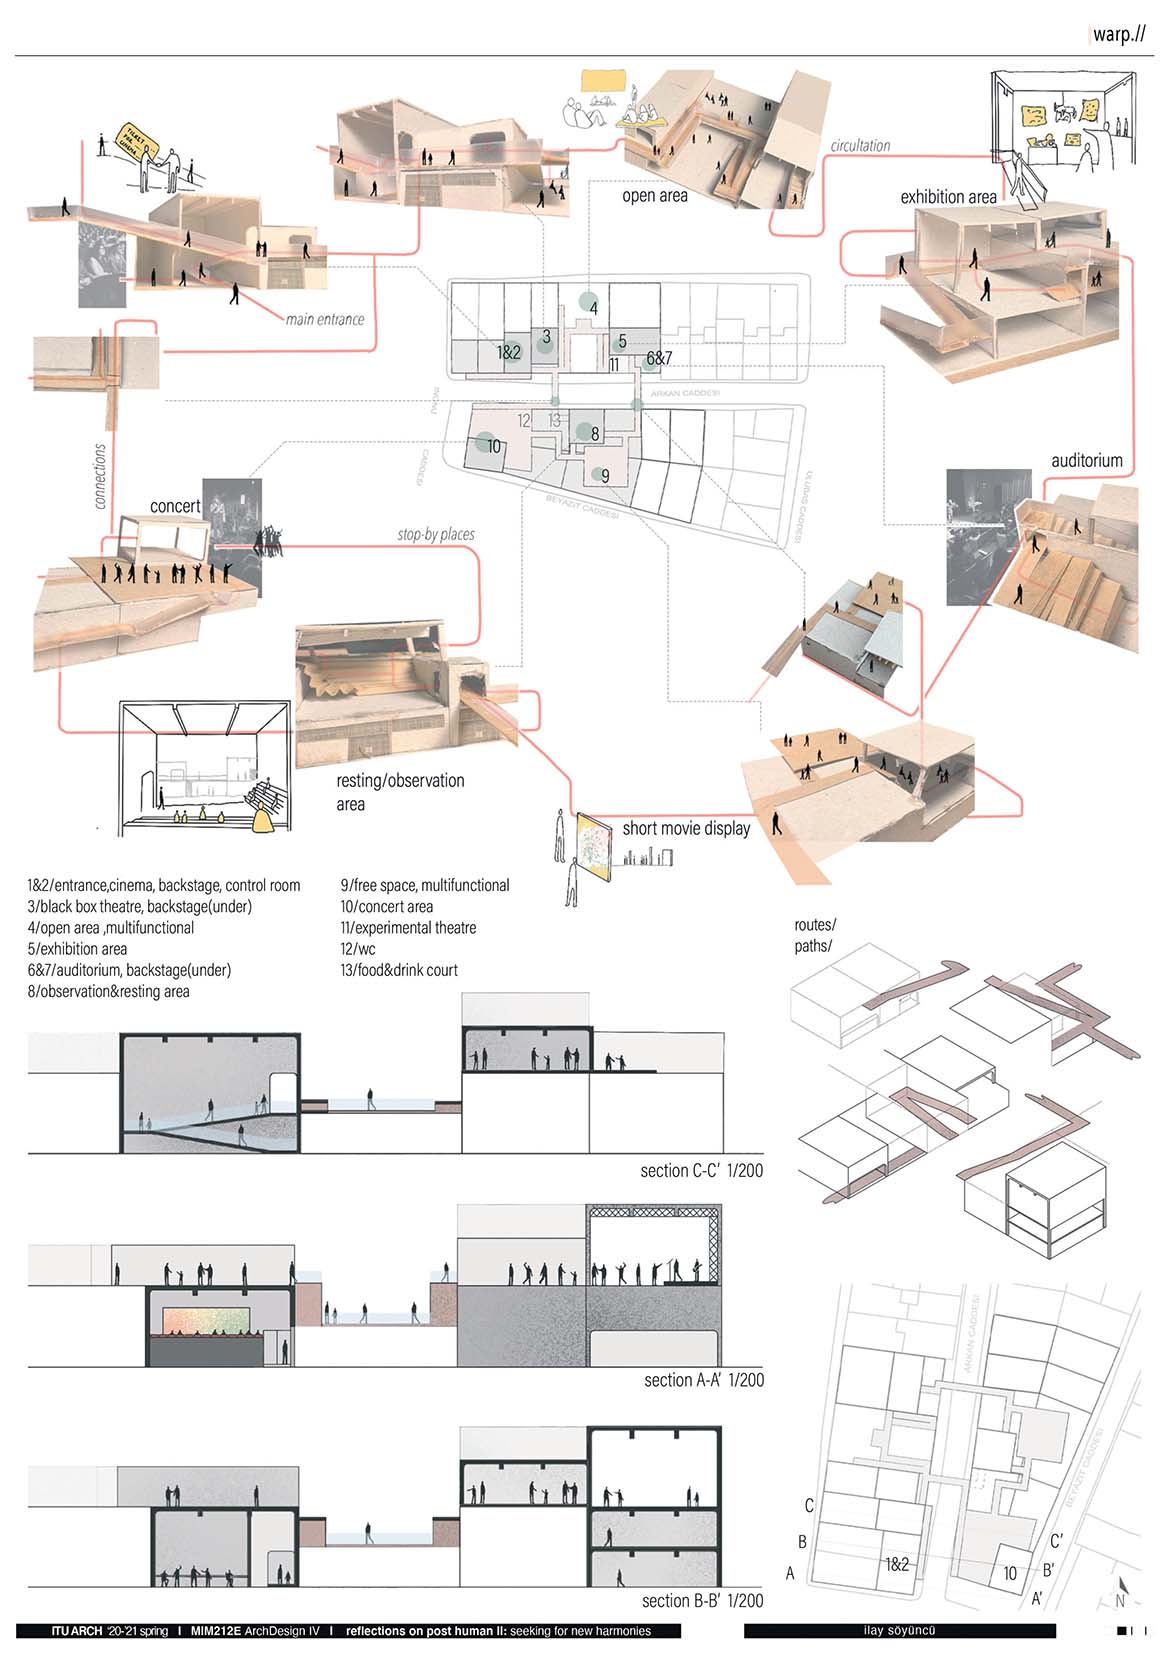 warp.//
TICKET
FOR
CINEMA
circultation
open area
exhibition area
main entrance
4
3
5
1&2
6&7
11
ARKAN CADDESI
INONU
CADDESI
12
13
8
10
9
BEYAZIT CADDESI
ULUBAS CADDESI
connections
auditorium
concert
stop-by places
resting/observation
area
short movie display
1&2/entrance,cinema, backstage, control room
3/black box theatre, backstage(under)
4/open area ,multifunctional
5/exhibition area
6&7/auditorium, backstage(under)
8/observation&resting area
9/free space, multifunctional
10/concert area
11/experimental theatre
12/wc
13/food&drink court
routes/
paths/
section C-C' 1/200
section A-A' 1/200
section B-B' 1/200
ARKAN CADDESI
BEYAZIT CADDESI
C
B
A
1&2
10
C'
B'
A'
N
ITU ARCH '20-'21 spring I MIM212E ArchDesign IV I reflections on post human II: seeking for new harmonies
ilay söyüncü